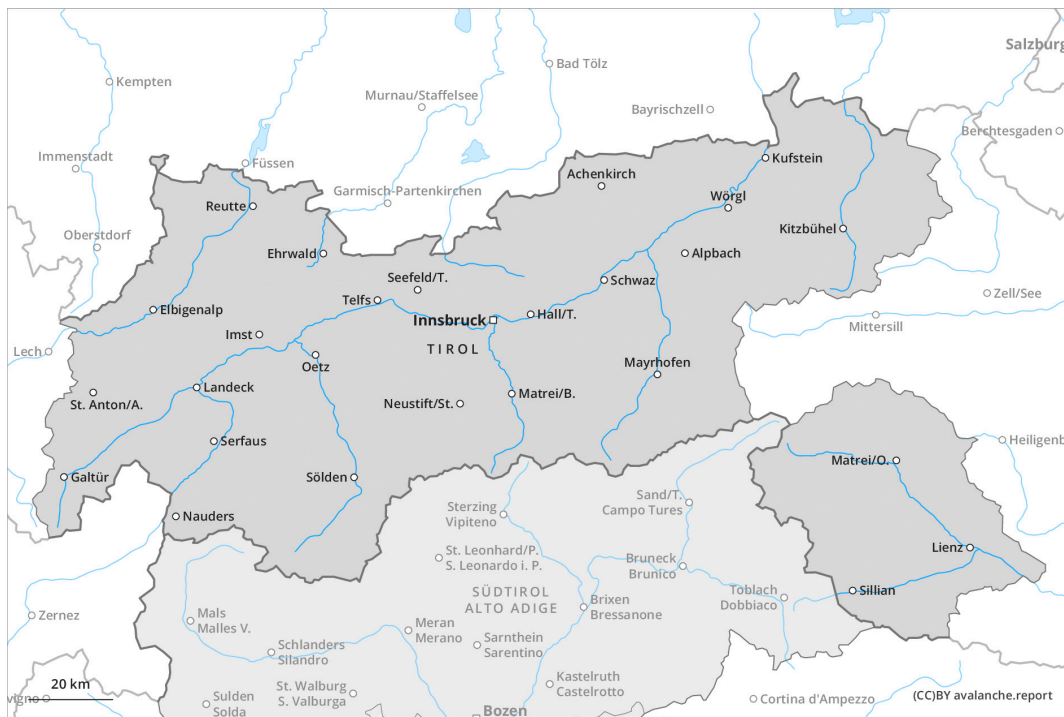 Salzburg
Kempten
Bad Tölz
Murnau/Staffelsee
Bayrischzell
Berchtesgaden
Immenstadt
Füssen
Kufstein
Achenkirch
Garmisch-Partenkirchen
Reutte
Wörgl
Oberstdorf
Kitzbühel
Ehrwald
Alpbach
Seefeld/T.
Schwaz
Zell/See
Telfs
Elbigenalp
Hall/T.
Mittersill
Innsbruck
Imst
TIROL
Lech
Oetz
Mayrhofen
Landeck
St. Anton/A.
Neustift/St.
Matrei/B.
Serfaus
Heiligenb
Matrei/O.
Galtür
Sölden
Sand/T.
Campo Tures
Sterzing
Vipiteno
Nauders
St. Leonhard/P.
S. Leonardo i. P.
Lienz
Bruneck
Brunico
SÜDTIROL
ALTO ADIGE
Sillian
Toblach
Dobbiaco
Brixen
Bressanone
Zernez
Mals
Malles V.
Meran
Merano
Sarnthein
Sarentino
Schlanders
Silandro
Kastelruth
Castelrotto
St. Walburg
S. Valburga
20 km
vigno
Sulden
Solda
Cortina d'Ampezzo
(CC)BY avalanche.report
Bozen